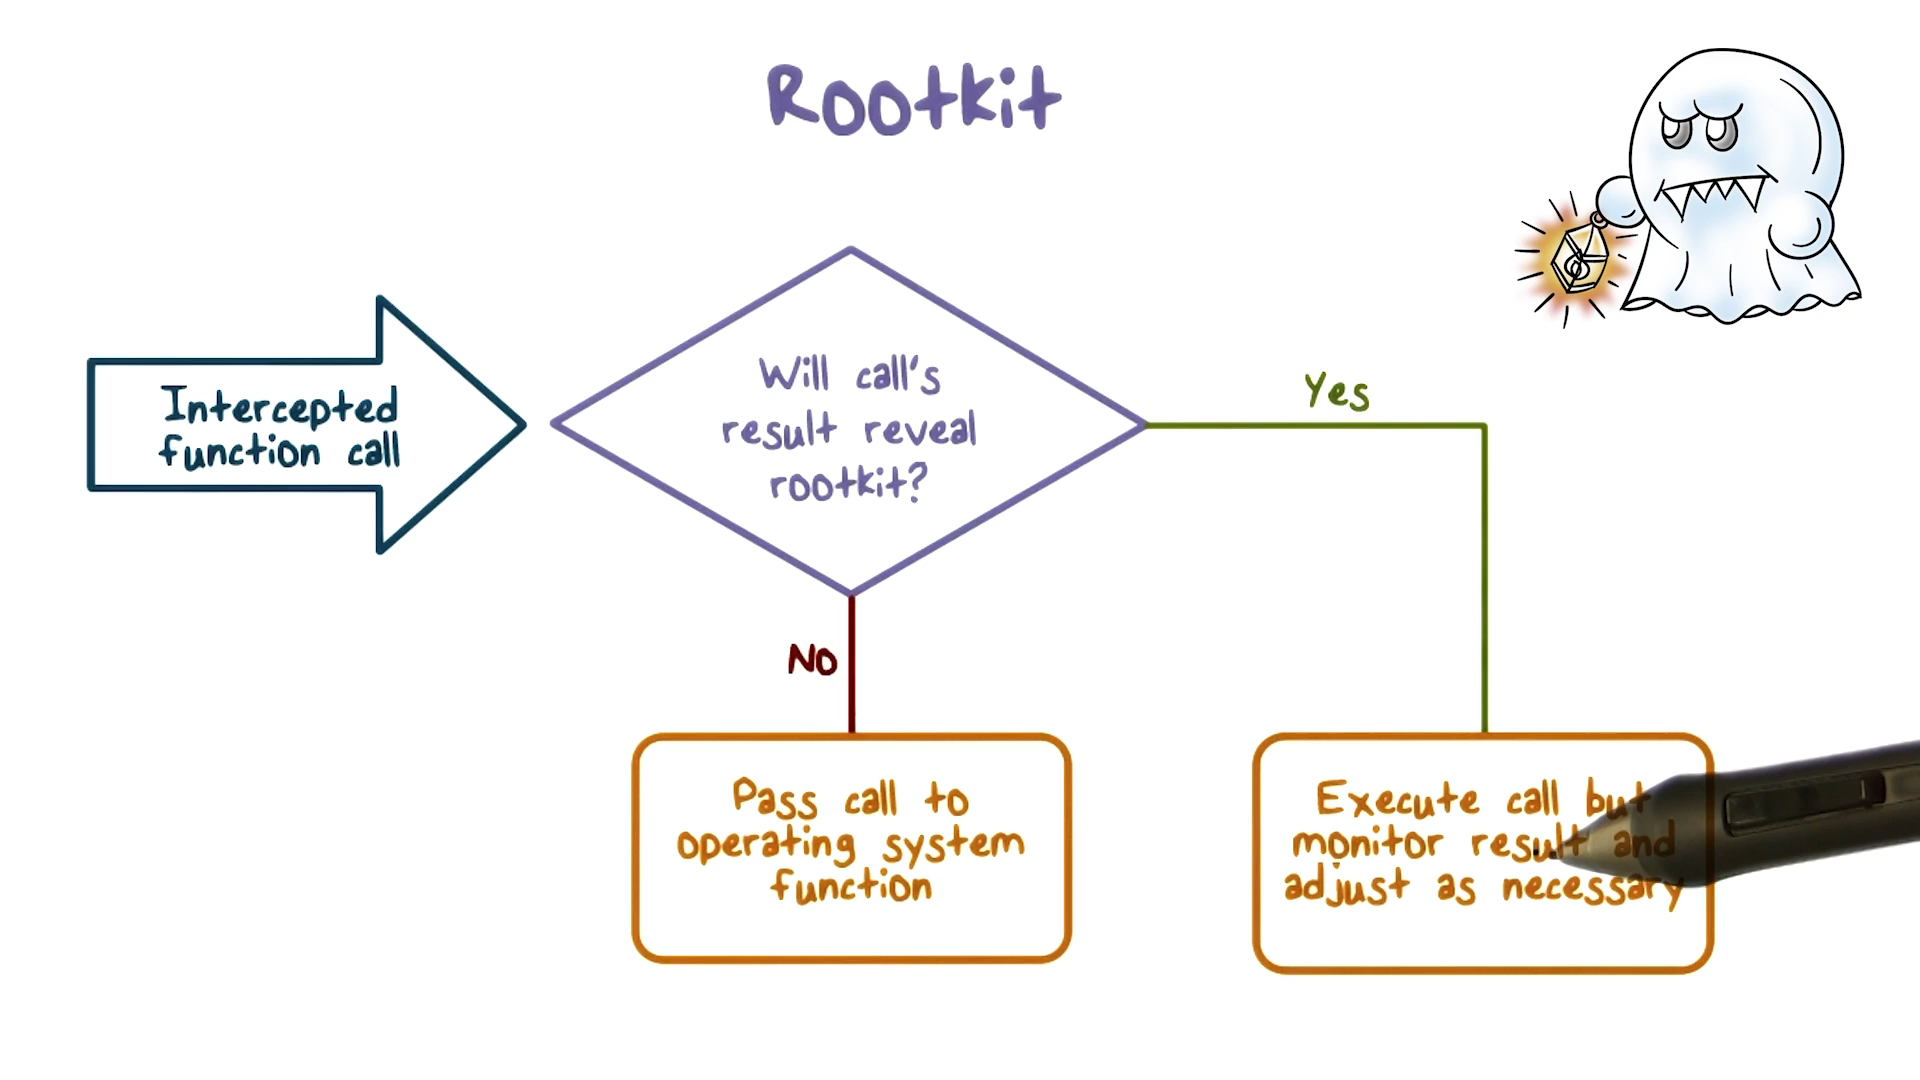 Rootkit
Intercepted
function call
Will call's
result reveal
rootkit?
Yes
No
Pass call to
operating system
function
Execute call but
monitor result and
adjust as necessary